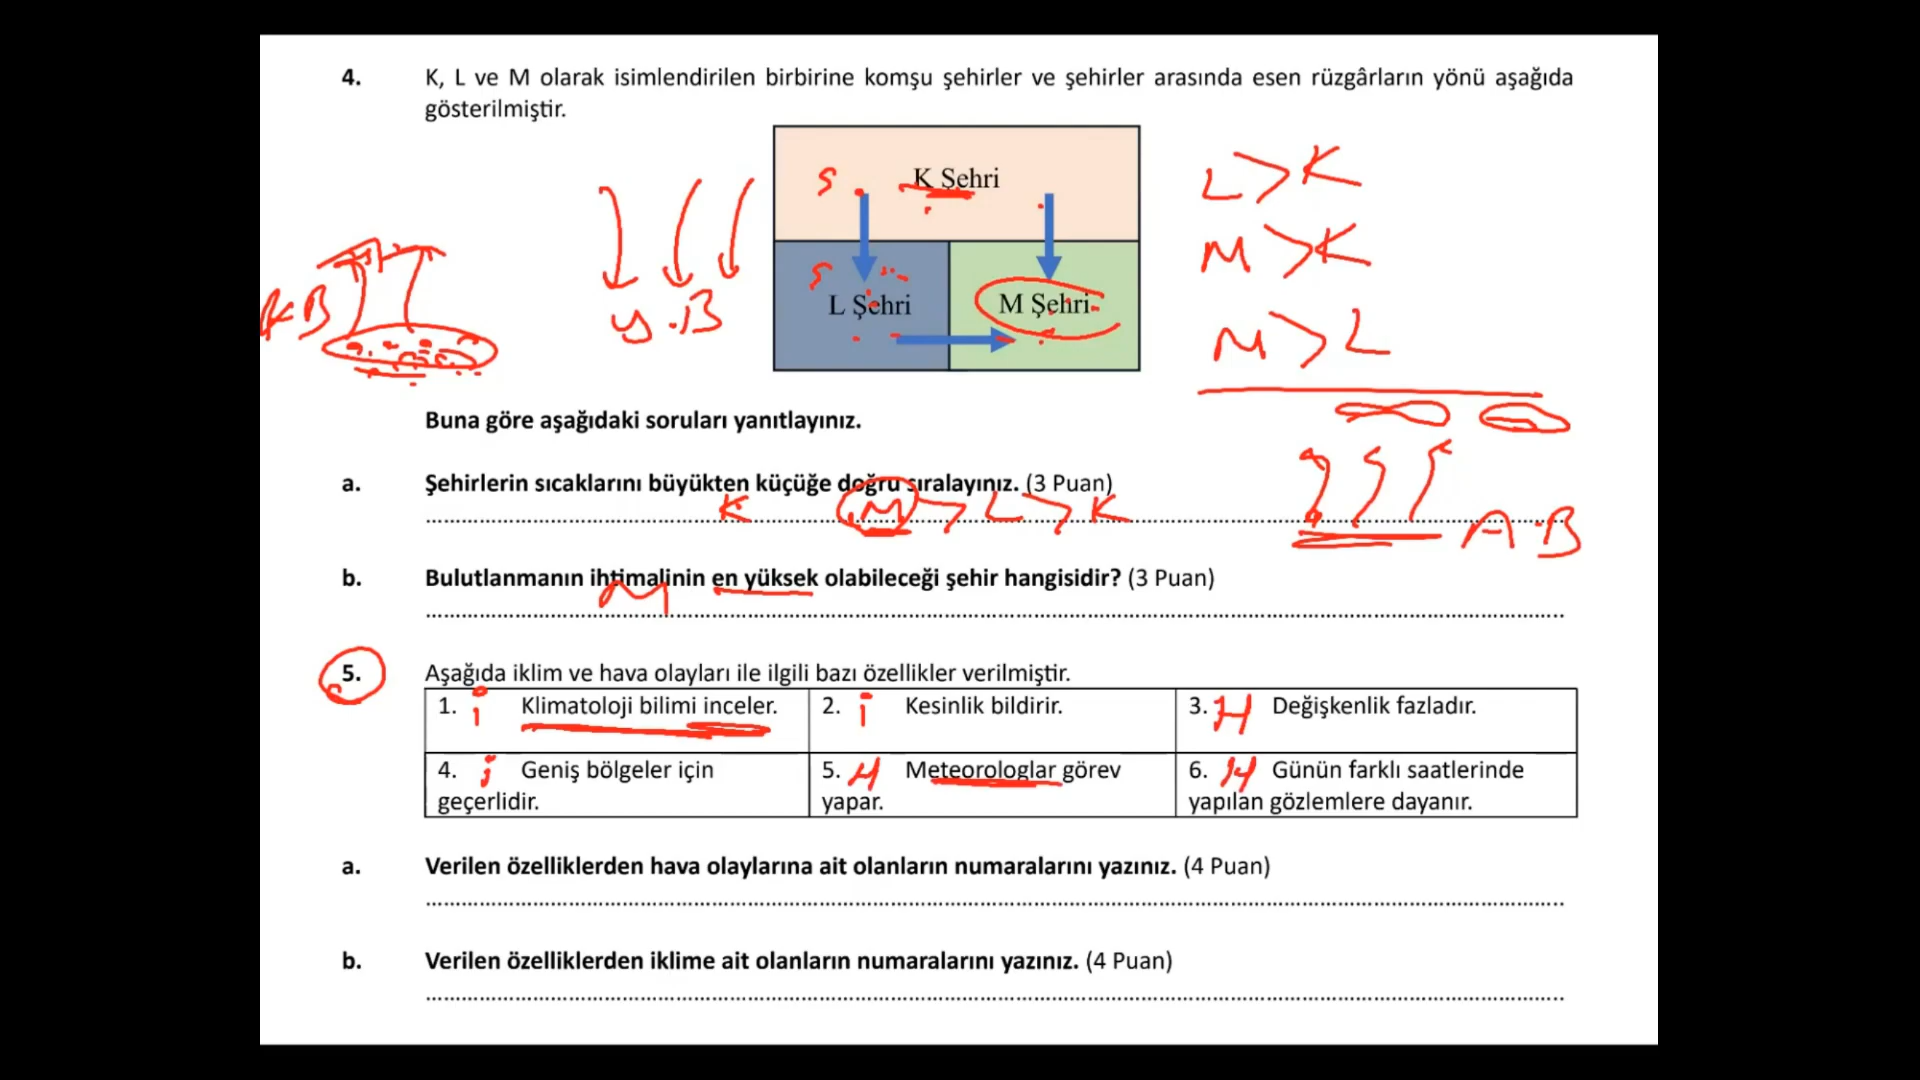 4. K, L ve M olarak isimlendirilen birbirine komşu şehirler ve şehirler arasında esen rüzgârların yönü aşağıda
gösterilmiştir.
S K Şehri
L > K
M > K
S
L Şehri M Şehri
y.B
M > L
Buna göre aşağıdaki soruları yanıtlayınız.
a. Şehirlerin sıcaklarını büyükten küçüğe doğru sıralayınız. (3 Puan)
K M > L > K
A.B
b. Bulutlanmanın ihtimalinin en yüksek olabileceği şehir hangisidir? (3 Puan)
M
5. Aşağıda iklim ve hava olayları ile ilgili bazı özellikler verilmiştir.
1. i Klimatoloji bilimi inceler. 2. i Kesinlik bildirir. 3. H Değişkenlik fazladır.
4. i Geniş bölgeler için 5. H Meteorologlar görev 6. H Günün farklı saatlerinde
geçerlidir. yapar. yapılan gözlemlere dayanır.
a. Verilen özelliklerden hava olaylarına ait olanların numaralarını yazınız. (4 Puan)
b. Verilen özelliklerden iklime ait olanların numaralarını yazınız. (4 Puan)